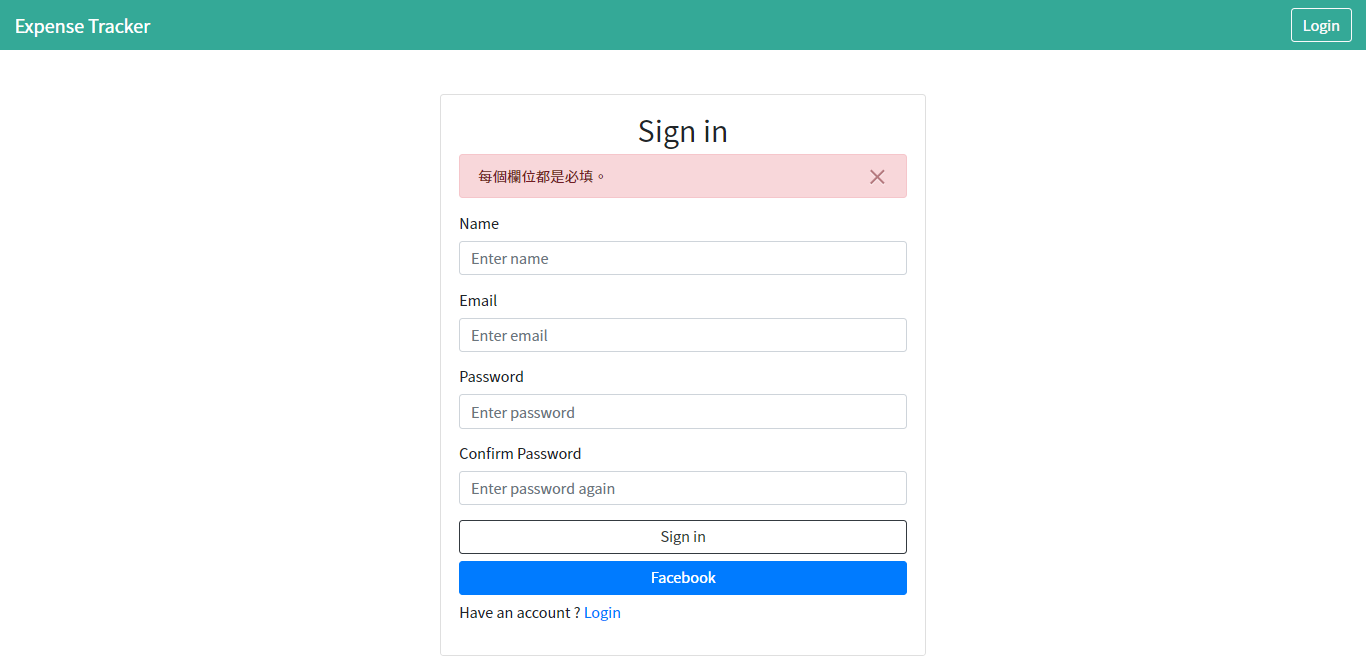 Expense Tracker
Login
Sign in
每個欄位都是必填。
Name
Enter name
Email
Enter email
Password
Enter password
Confirm Password
Enter password again
Sign in
Facebook
Have an account ? Login